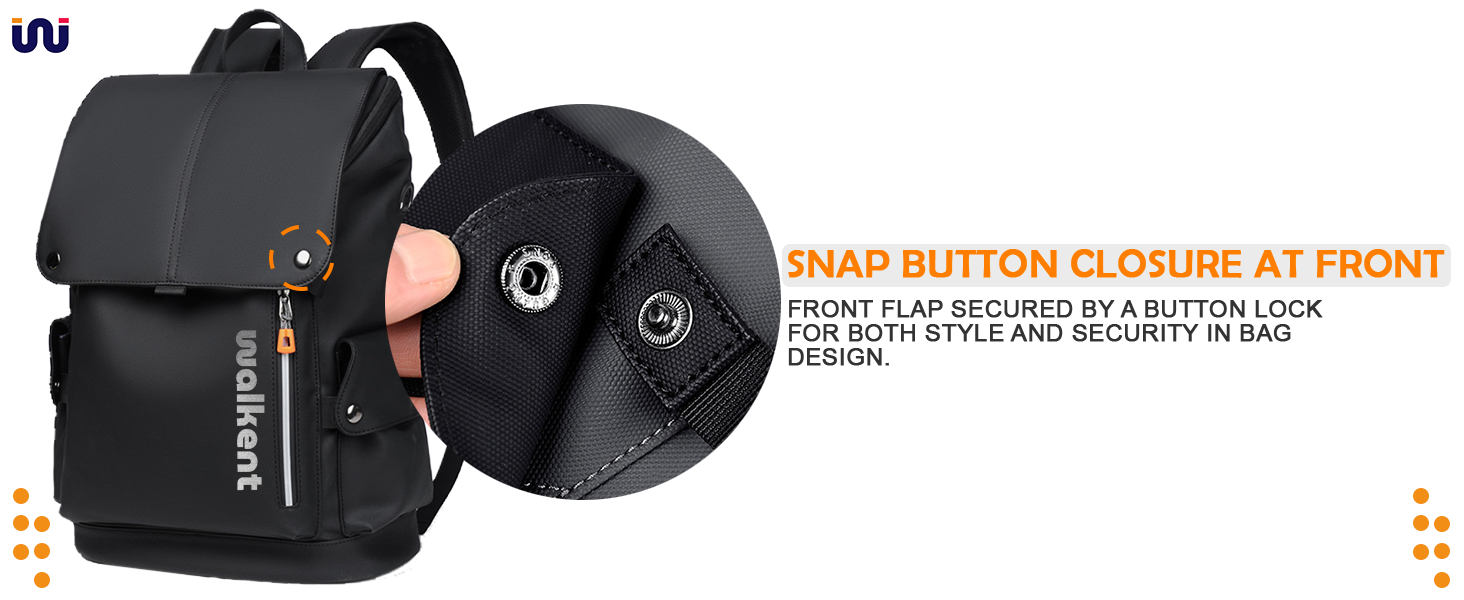 SNAP BUTTON CLOSURE AT FRONT
FRONT FLAP SECURED BY A BUTTON LOCK
FOR BOTH STYLE AND SECURITY IN BAG
DESIGN.
walkent